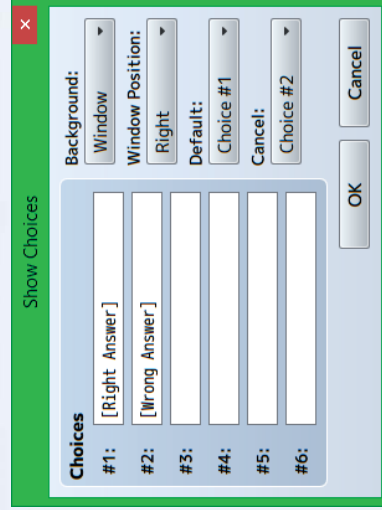 Show Choices
×
Choices
#1: [Right Answer]
#2: [Wrong Answer]
#3:
#4:
#5:
#6:
Background:
Window
Window Position:
Right
Default:
Choice #1
Cancel:
Choice #2
OK
Cancel